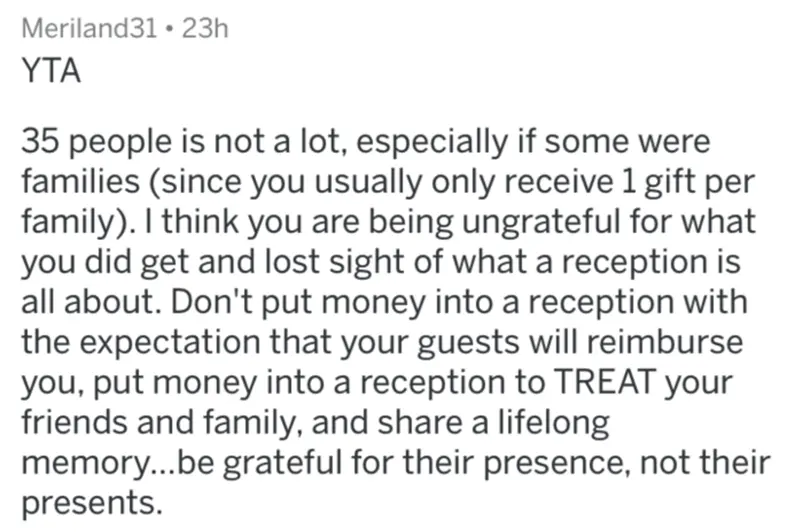 Meriland31 • 23h
YTA
35 people is not a lot, especially if some were
families (since you usually only receive 1 gift per
family). I think you are being ungrateful for what
you did get and lost sight of what a reception is
all about. Don't put money into a reception with
the expectation that your guests will reimburse
you, put money into a reception to TREAT your
friends and family, and share a lifelong
memory...be grateful for their presence, not their
presents.